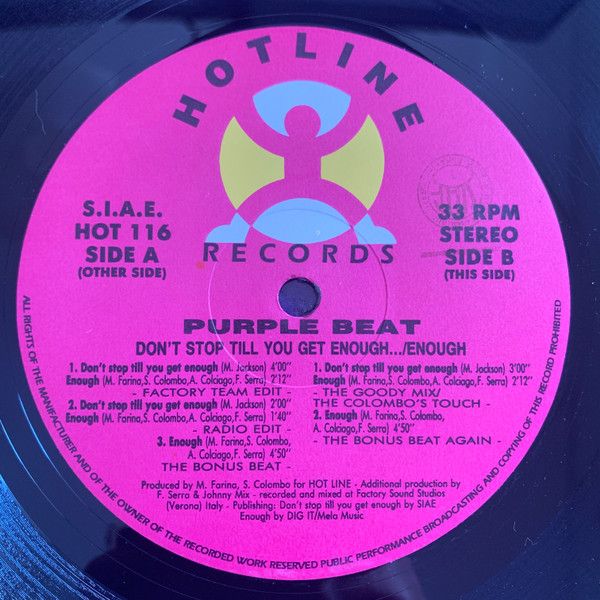 HOTLINE
RECORDS
S.I.A.E.
HOT 116
SIDE A
(OTHER SIDE)
33 RPM
STEREO
SIDE B
(THIS SIDE)
PURPLE BEAT
DON'T STOP TILL YOU GET ENOUGH.../ENOUGH
1. Don't stop till you get enough (M. Jackson) 4'00"
Enough (M. Farina, S. Colombo, A. Colciago, F. Serra) 2'12"
- FACTORY TEAM EDIT -
2. Don't stop till you get enough (M. Jackson) 2'00"
Enough (M. Farina, S. Colombo, A. Colciago, F. Serra) 1'40"
- RADIO EDIT -
3. Enough (M. Farina, S. Colombo,
A. Colciago, F. Serra) 4'50"
THE BONUS BEAT -
1. Don't stop till you get enough (M. Jackson) 3'00"
Enough (M. Farina, S. Colombo, A. Colciago, F. Serra) 2'12"
- THE GOODY MIX/
THE COLOMBO'S TOUCH -
2. Enough (M. Farina, S. Colombo,
A. Colciago, F. Serra) 4'50"
- THE BONUS BEAT AGAIN -
Produced by M. Farina, S. Colombo for HOT LINE - Additional production by
F. Serra & Johnny Mix - recorded and mixed at Factory Sound Studios
(Verona) Italy - Publishing: Don't stop till you get enough by SIAE
Enough by DIG IT/Mela Music
ALL RIGHTS OF THE MANUFACTURER AND OF THE OWNER OF THE RECORDED WORK RESERVED PUBLIC PERFORMANCE BROADCASTING AND COPYING OF THIS RECORD PROHIBITED